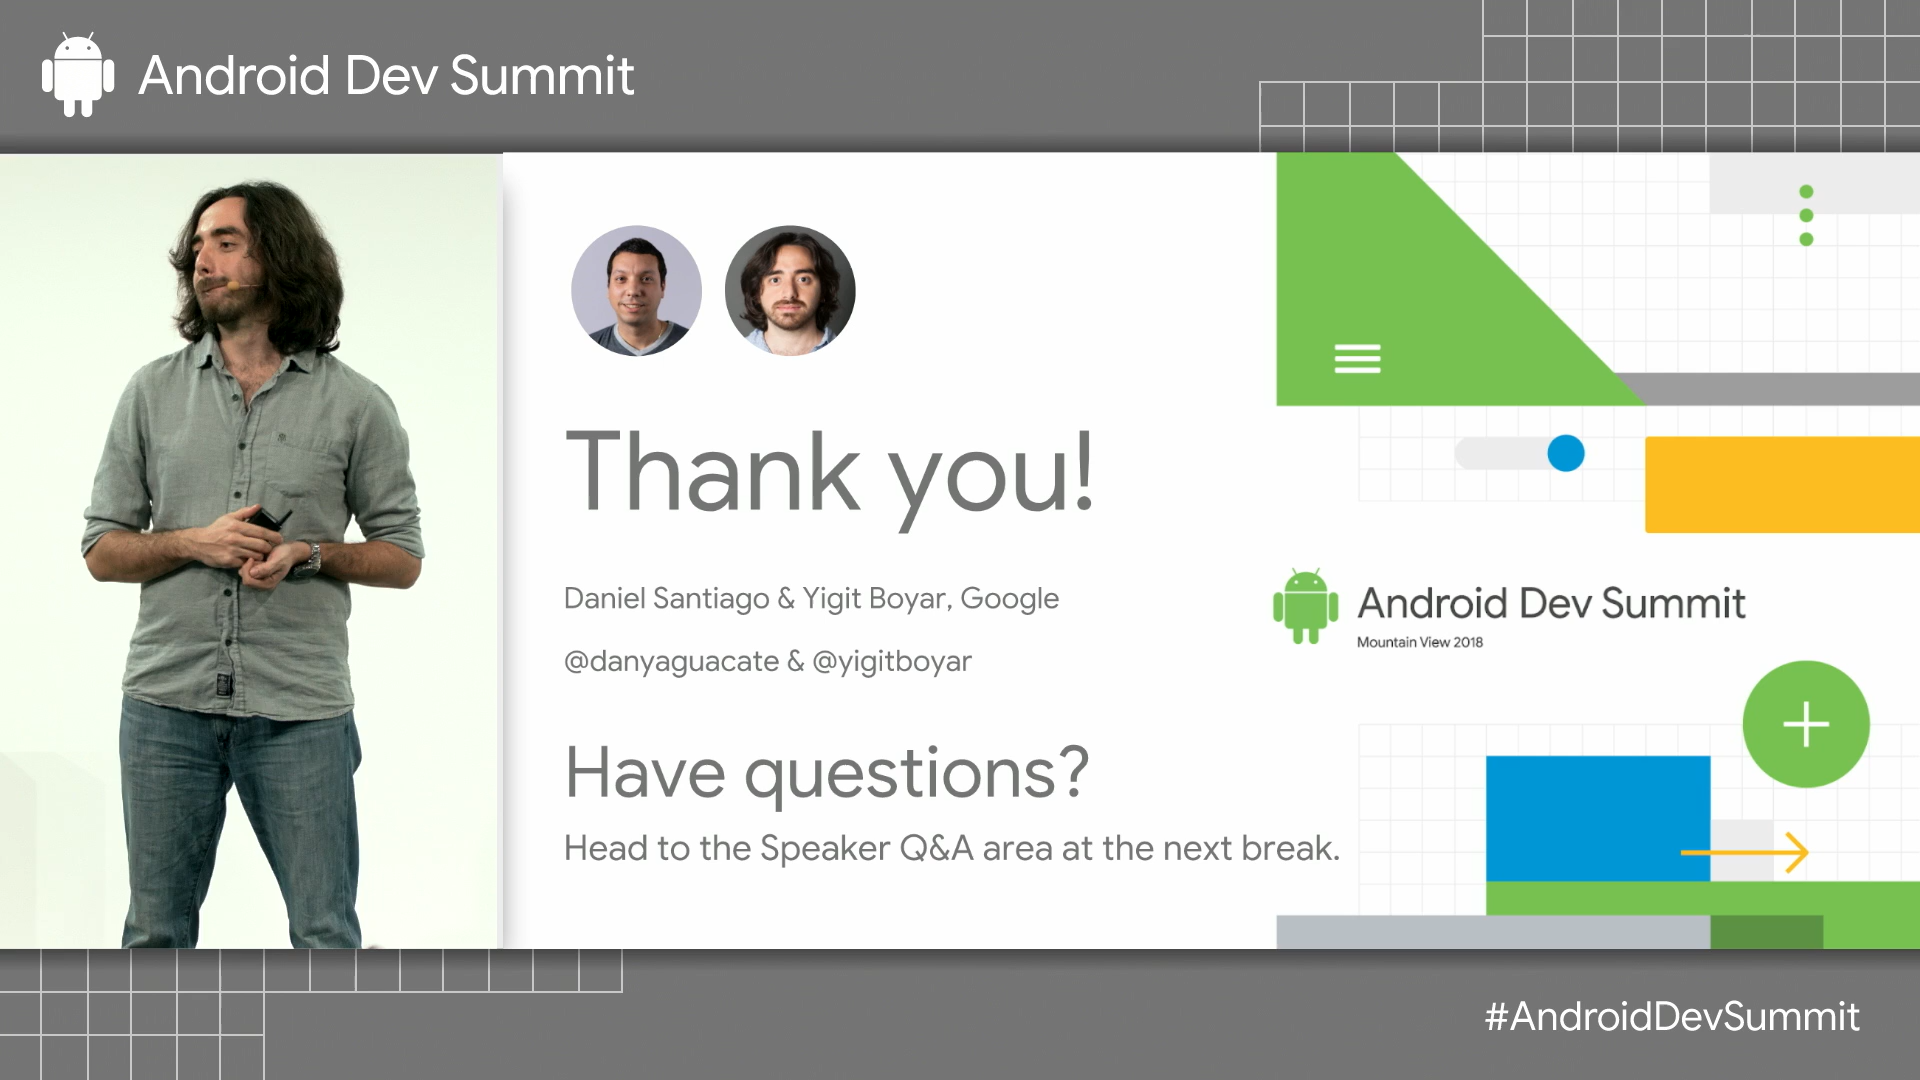 Android Dev Summit
Thank you!
Daniel Santiago & Yigit Boyar, Google
@danyaguacate & @yigitboyar
Have questions?
Head to the Speaker Q&A area at the next break.
Android Dev Summit
Mountain View 2018
#AndroidDevSummit